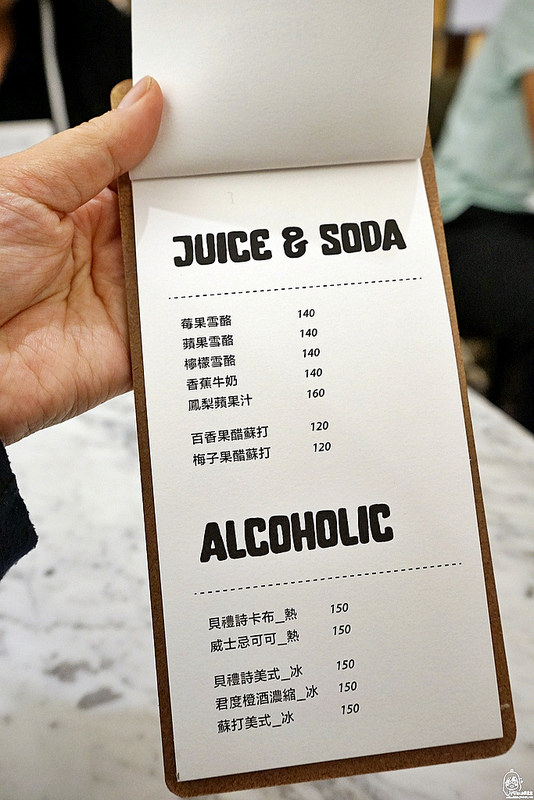 JUICE & SODA
莓果雪酪 140
蘋果雪酪 140
檸檬雪酪 140
香蕉牛奶 140
鳳梨蘋果汁 160
百香果醋蘇打 120
梅子果醋蘇打 120
ALCOHOLIC
貝禮詩卡布_熱 150
威士忌可可_熱 150
貝禮詩美式_冰 150
君度橙酒濃縮_冰 150
蘇打美式_冰 150